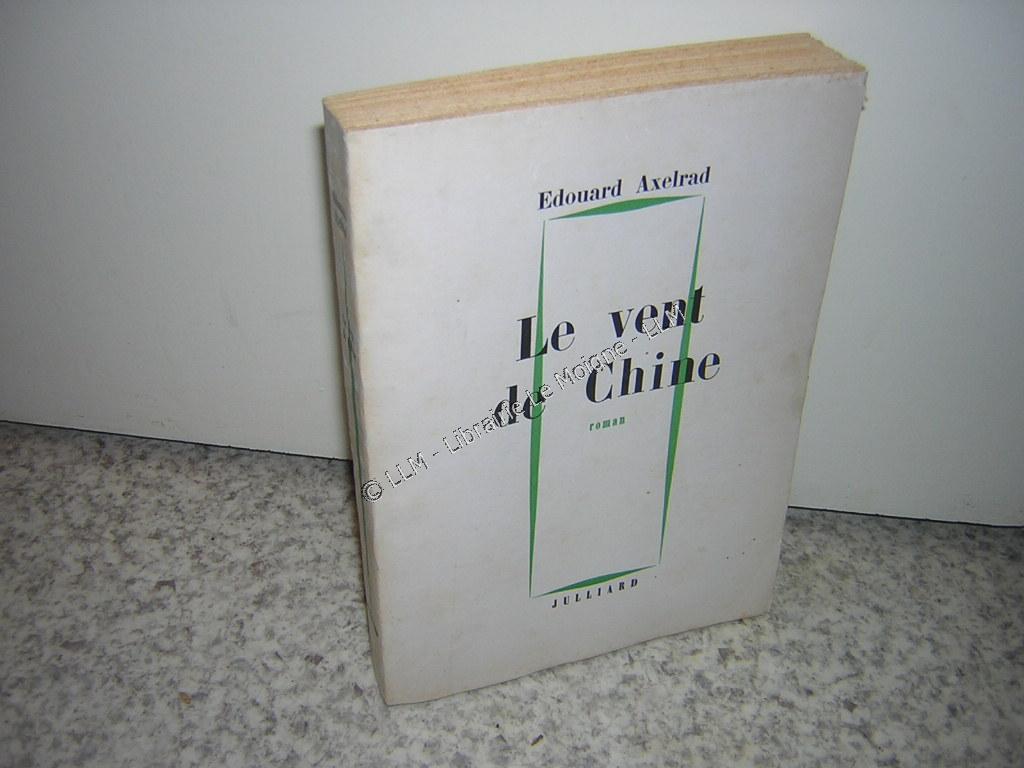 Edouard Axelrad
Le vent
de Chine
roman
JULLIARD
© LLM - Librairie Le Moigne - LLM